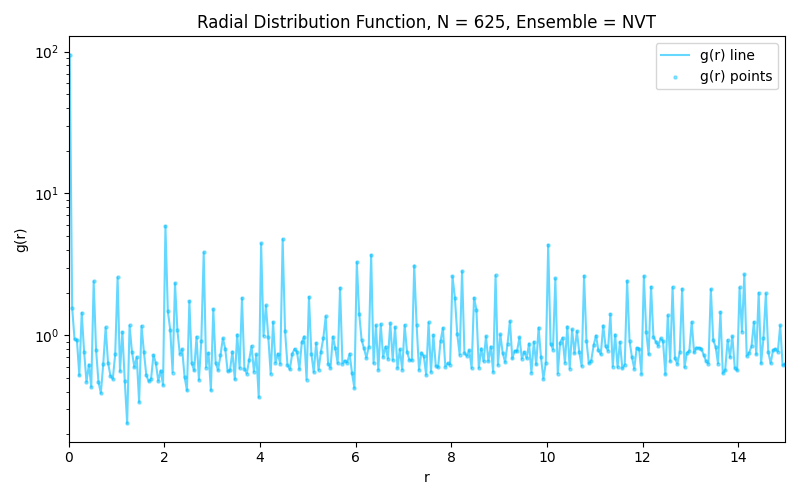 Radial Distribution Function, N = 625, Ensemble = NVT
g(r) line
g(r) points
10²
10¹
10⁰
g(r)
0 2 4 6 8 10 12 14
r